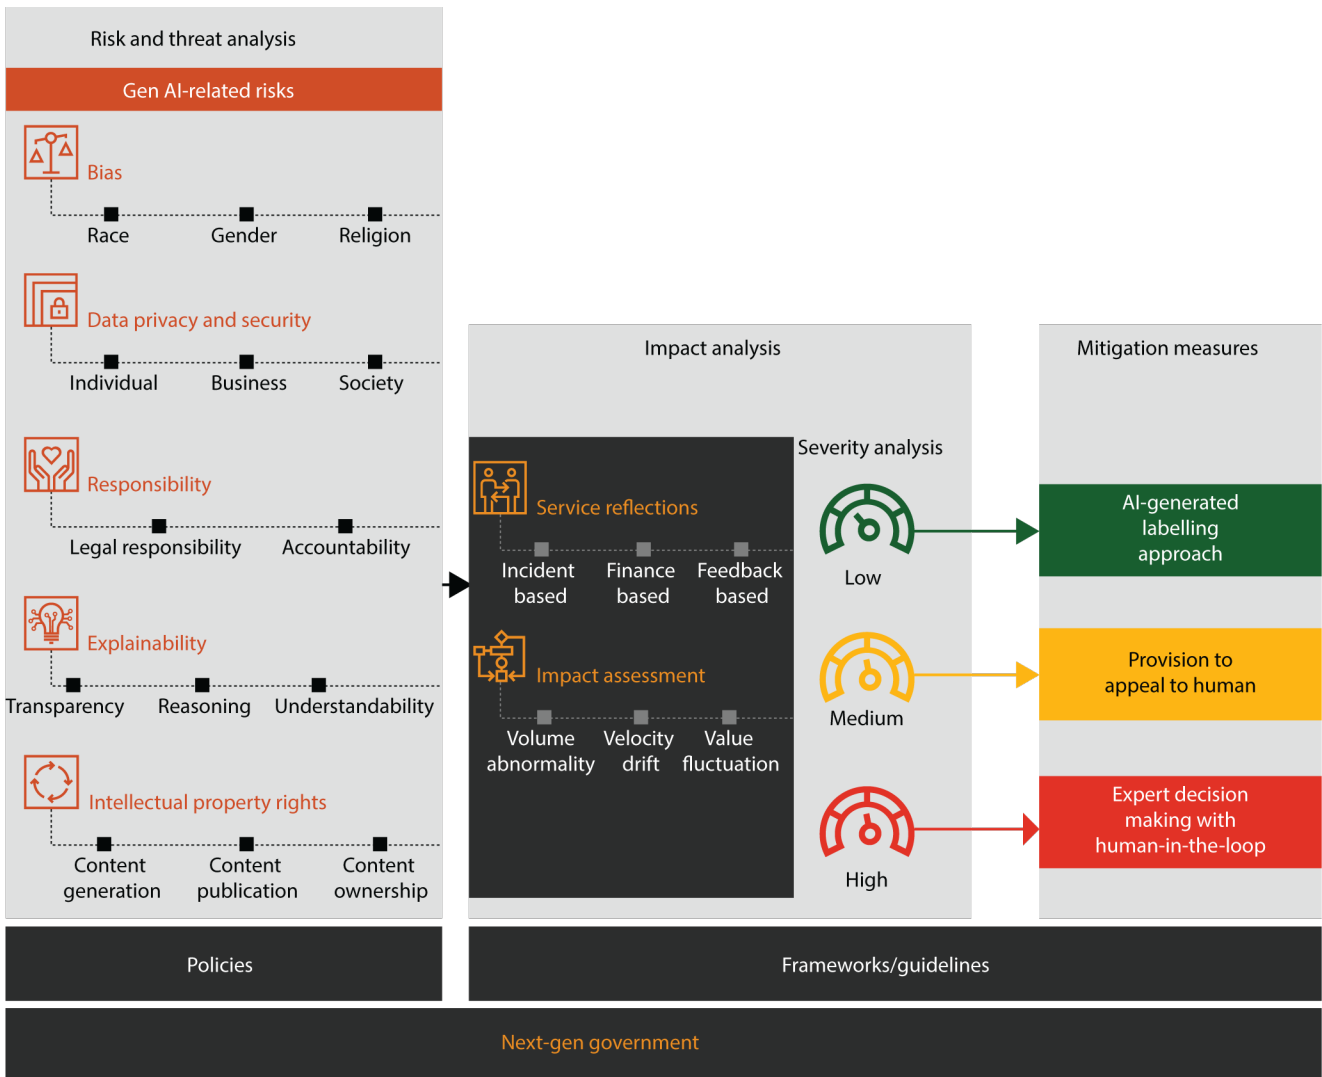 Risk and threat analysis
Gen AI-related risks
Bias
Race
Gender
Religion
Data privacy and security
Individual
Business
Society
Responsibility
Legal responsibility
Accountability
Explainability
Transparency
Reasoning
Understandability
Intellectual property rights
Content
generation
Content
publication
Content
ownership
Impact analysis
Service reflections
Incident
based
Finance
based
Feedback
based
Impact assessment
Volume
abnormality
Velocity
drift
Value
fluctuation
Severity analysis
Low
Medium
High
Mitigation measures
AI-generated
labelling
approach
Provision to
appeal to human
Expert decision
making with
human-in-the-loop
Policies
Frameworks/guidelines
Next-gen government